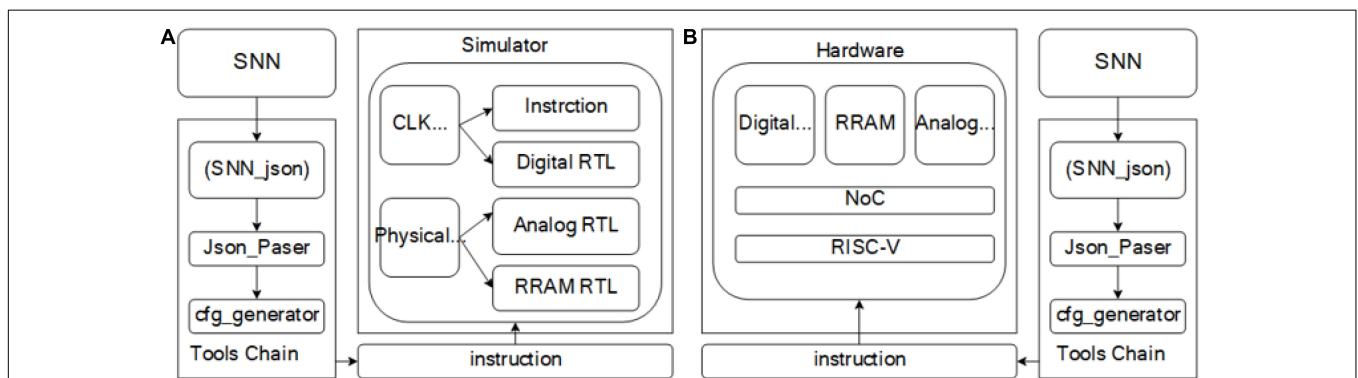 A
SNN
(SNN_json)
Json_Paser
cfg_generator
Tools Chain
Simulator
CLK...
Instrction
Digital RTL
Physical...
Analog RTL
RRAM RTL
instruction
B
Hardware
Digital...
RRAM
Analog...
NoC
RISC-V
instruction
SNN
(SNN_json)
Json_Paser
cfg_generator
Tools Chain